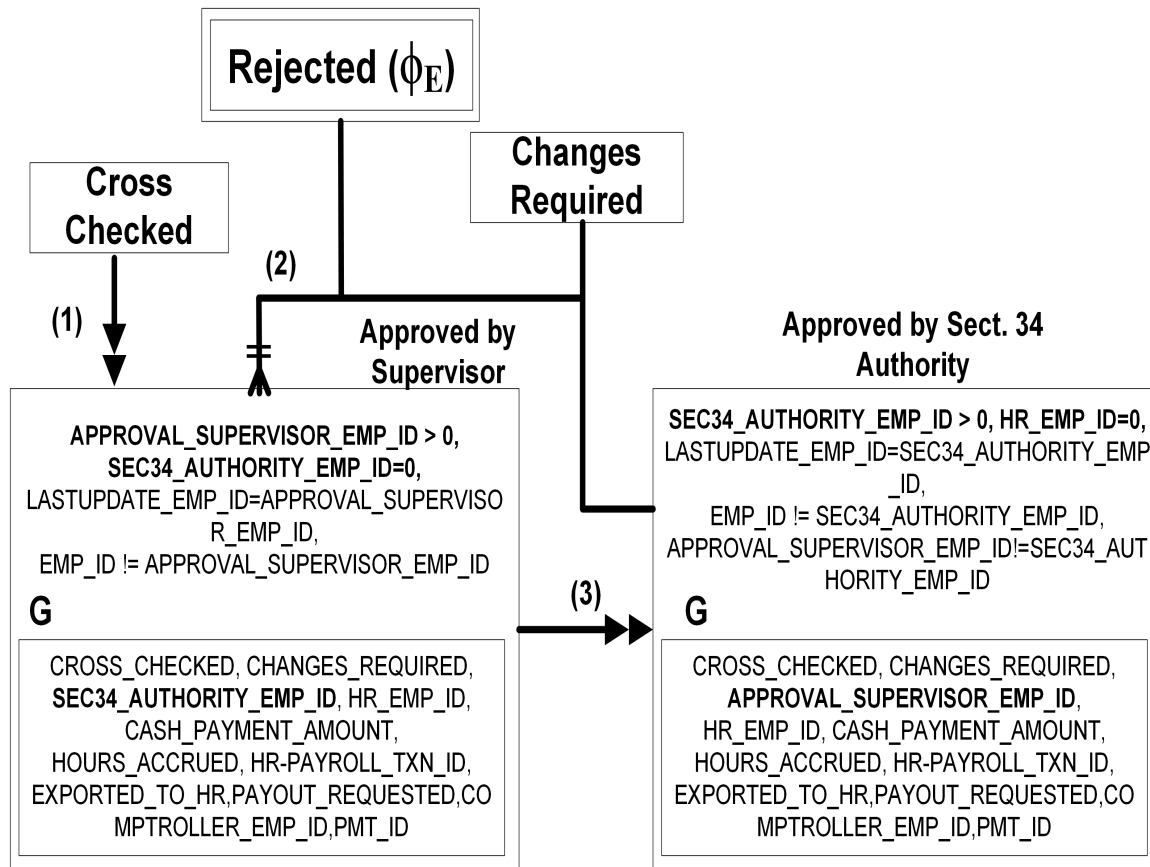 Rejected (ϕE)
Changes
Required
Cross
Checked
(2)
(1)
Approved by
Supervisor
Approved by Sect. 34
Authority
APPROVAL_SUPERVISOR_EMP_ID > 0,
SEC34_AUTHORITY_EMP_ID=0,
LASTUPDATE_EMP_ID=APPROVAL_SUPERVISO
R_EMP_ID,
EMP_ID != APPROVAL_SUPERVISOR_EMP_ID
G
CROSS_CHECKED, CHANGES_REQUIRED,
SEC34_AUTHORITY_EMP_ID, HR_EMP_ID,
CASH_PAYMENT_AMOUNT,
HOURS_ACCRUED, HR-PAYROLL_TXN_ID,
EXPORTED_TO_HR,PAYOUT_REQUESTED,CO
MPTROLLER_EMP_ID,PMT_ID
(3)
SEC34_AUTHORITY_EMP_ID > 0, HR_EMP_ID=0,
LASTUPDATE_EMP_ID=SEC34_AUTHORITY_EMP
_ID,
EMP_ID != SEC34_AUTHORITY_EMP_ID,
APPROVAL_SUPERVISOR_EMP_ID!=SEC34_AUT
HORITY_EMP_ID
G
CROSS_CHECKED, CHANGES_REQUIRED,
APPROVAL_SUPERVISOR_EMP_ID,
HR_EMP_ID, CASH_PAYMENT_AMOUNT,
HOURS_ACCRUED, HR-PAYROLL_TXN_ID,
EXPORTED_TO_HR,PAYOUT_REQUESTED,CO
MPTROLLER_EMP_ID,PMT_ID